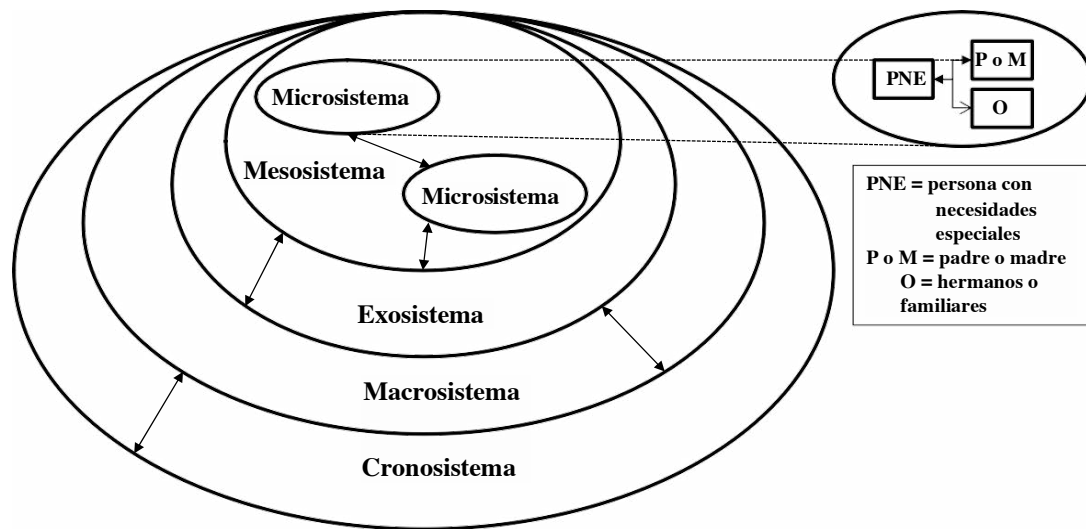 Microsistema
Mesosistema
Microsistema
Exosistema
Macrosistema
Cronosistema
PNE
P o M
O
PNE = persona con
necesidades
especiales
P o M = padre o madre
O = hermanos o
familiares